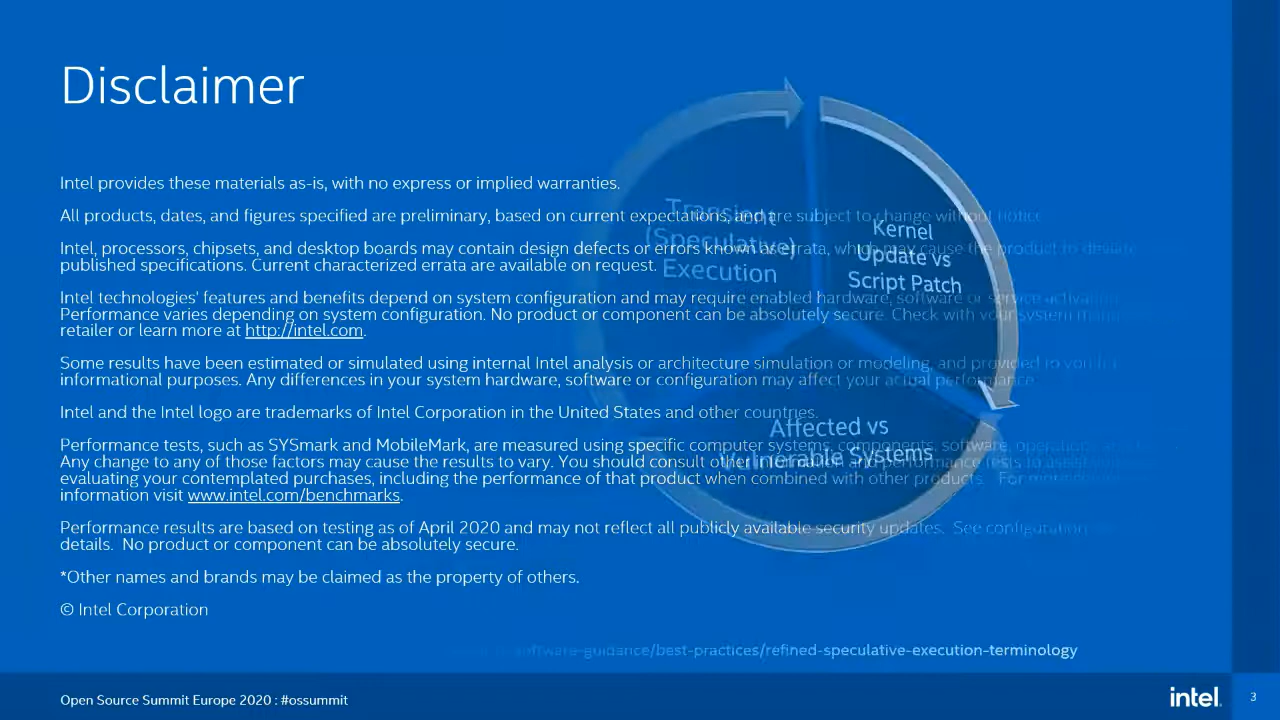 Disclaimer
Intel provides these materials as-is, with no express or implied warranties.
All products, dates, and figures specified are preliminary, based on current expectations, and are subject to change without notice.
Intel, processors, chipsets, and desktop boards may contain design defects or errors known as errata, which may cause the product to deviate
published specifications. Current characterized errata are available on request.
Intel technologies' features and benefits depend on system configuration and may require enabled hardware, software or service activation.
Performance varies depending on system configuration. No product or component can be absolutely secure. Check with your system
retailer or learn more at http://intel.com.
Some results have been estimated or simulated using internal Intel analysis or architecture simulation or modeling, and provided to you for
informational purposes. Any differences in your system hardware, software or configuration may affect your actual performance.
Intel and the Intel logo are trademarks of Intel Corporation in the United States and other countries.
Performance tests, such as SYSmark and MobileMark, are measured using specific computer systems, components, software, operations
Any change to any of those factors may cause the results to vary. You should consult other information and performance tests to assist
evaluating your contemplated purchases, including the performance of that product when combined with other products. For more complete
information visit www.intel.com/benchmarks.
Performance results are based on testing as of April 2020 and may not reflect all publicly available security updates. See configuration
details. No product or component can be absolutely secure.
*Other names and brands may be claimed as the property of others.
© Intel Corporation
Transient
(Speculative)
Execution
Kernel
Update vs
Script Patch
Affected vs
Vulnerable Systems
software-guidance/best-practices/refined-speculative-execution-terminology
Open Source Summit Europe 2020 : #ossummit
intel.
3